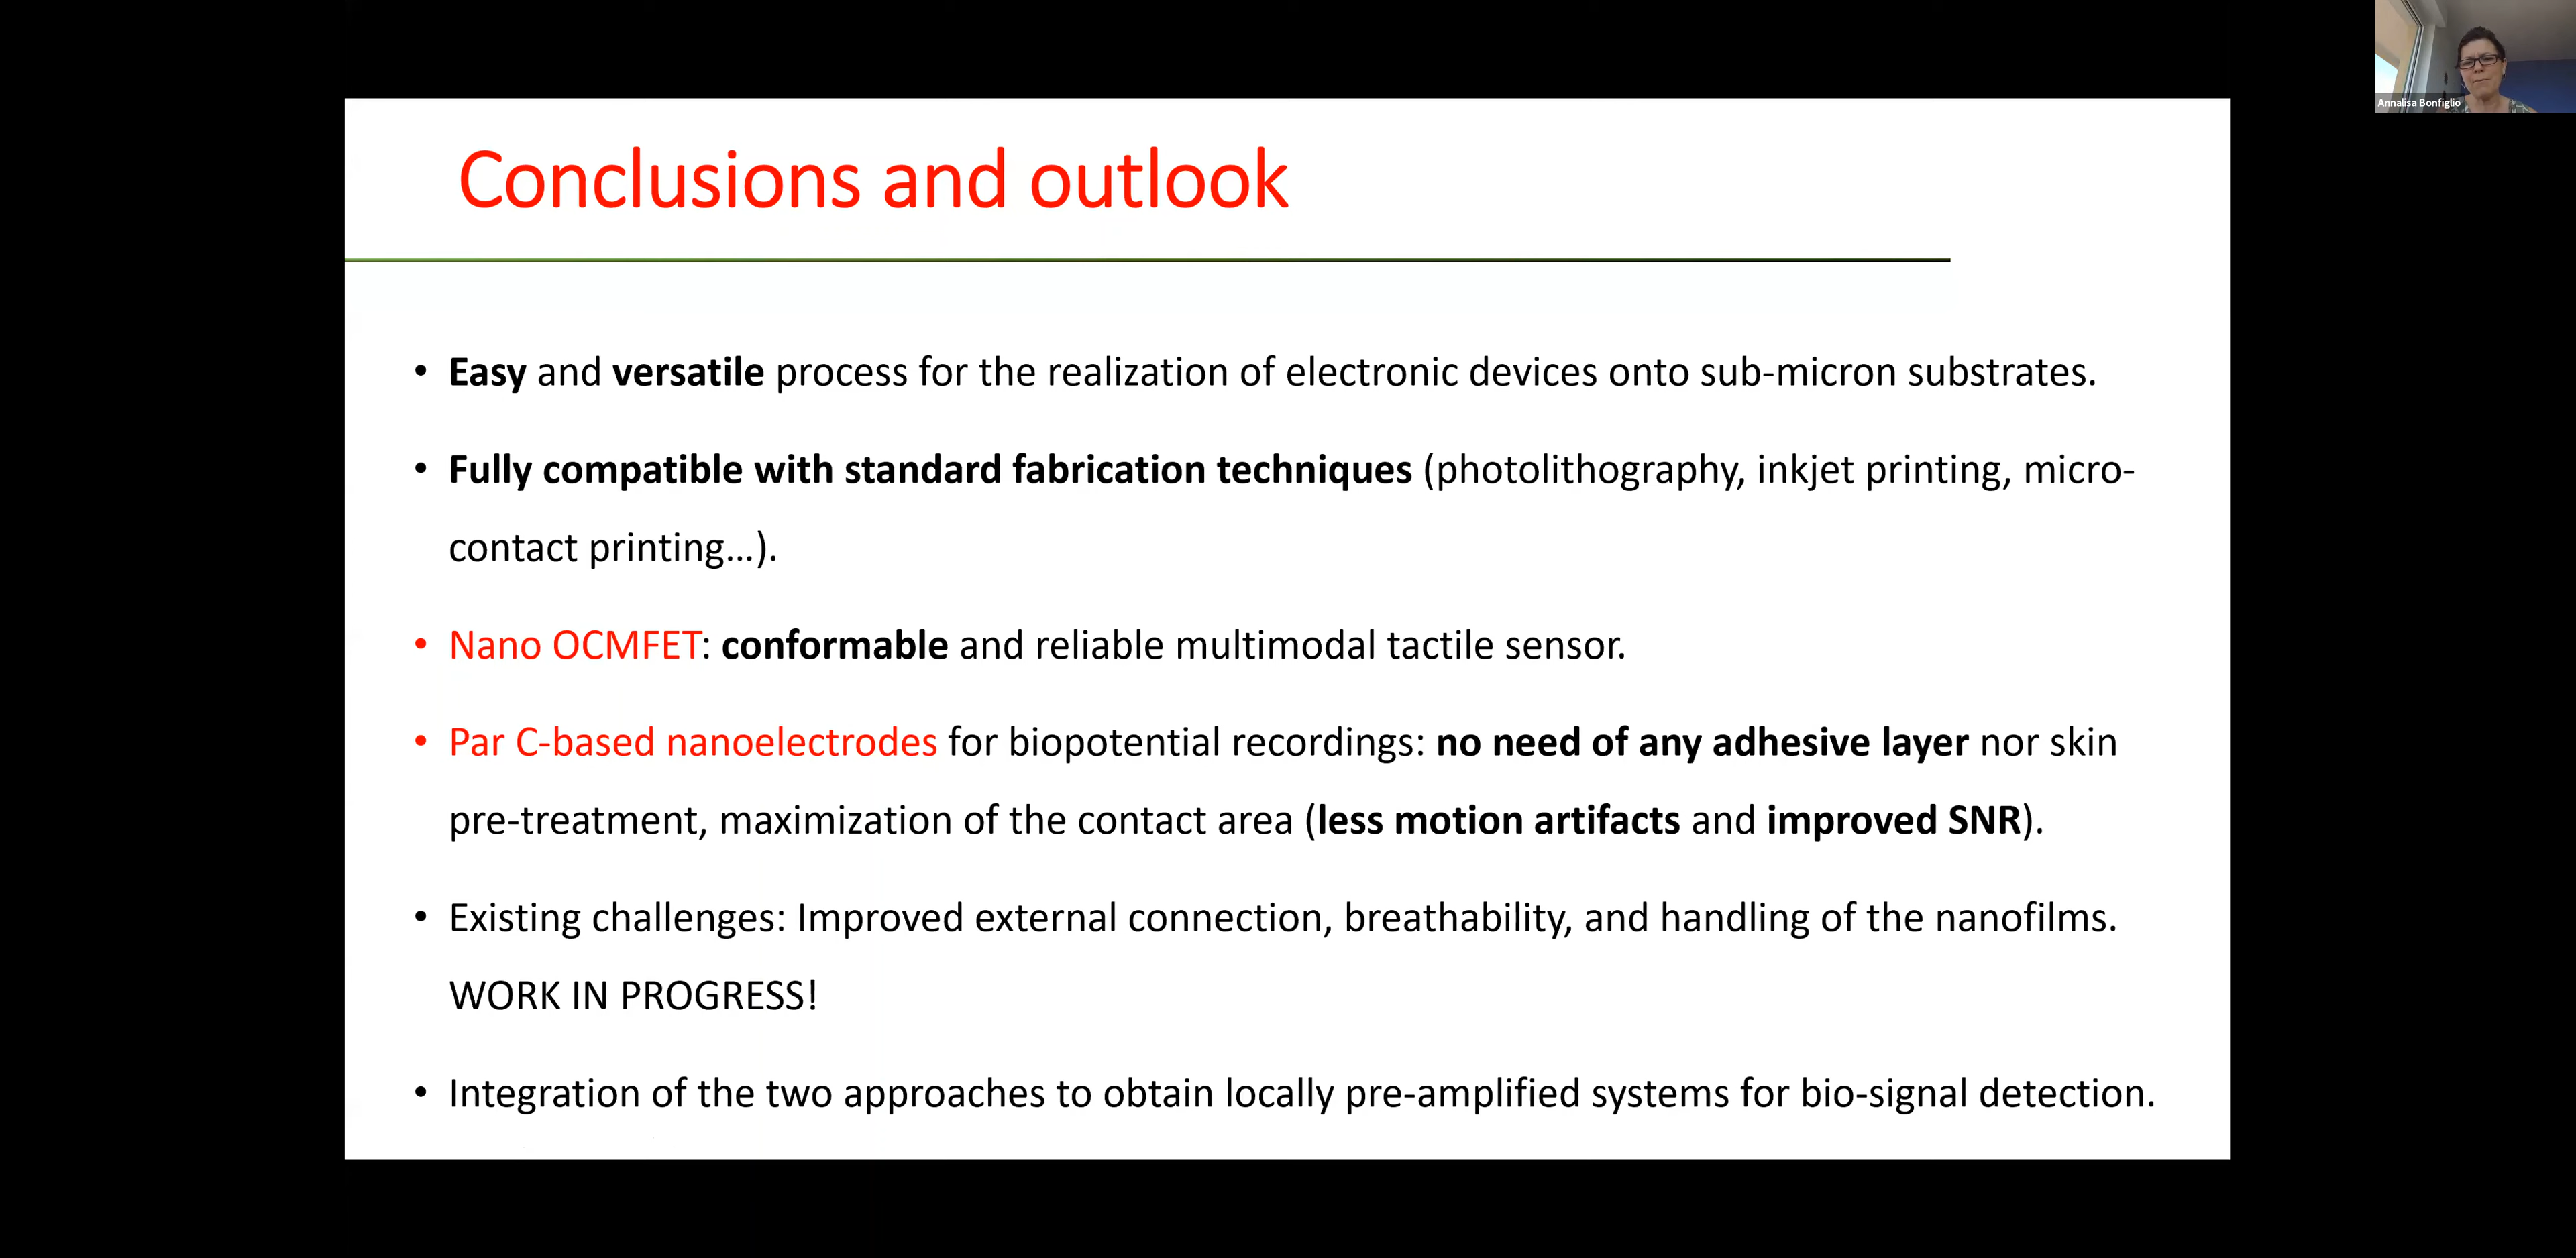 Annalisa Bonfiglio
Conclusions and outlook
• Easy and versatile process for the realization of electronic devices onto sub-micron substrates.
• Fully compatible with standard fabrication techniques (photolithography, inkjet printing, micro-
contact printing…).
• Nano OCMFET: conformable and reliable multimodal tactile sensor.
• Par C-based nanoelectrodes for biopotential recordings: no need of any adhesive layer nor skin
pre-treatment, maximization of the contact area (less motion artifacts and improved SNR).
• Existing challenges: Improved external connection, breathability, and handling of the nanofilms.
WORK IN PROGRESS!
• Integration of the two approaches to obtain locally pre-amplified systems for bio-signal detection.